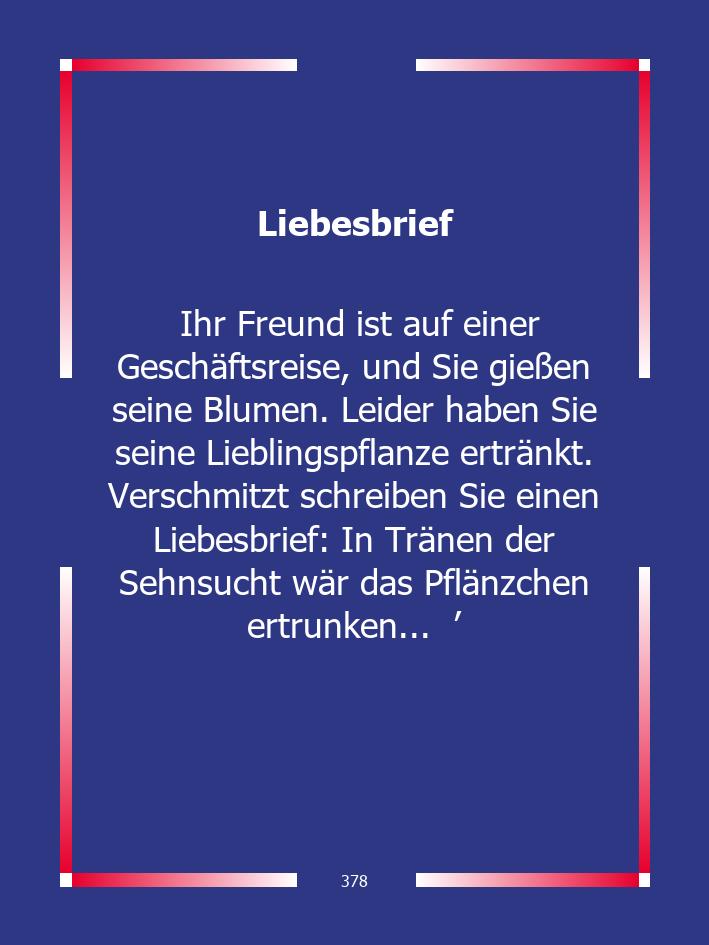 Liebesbrief
Ihr Freund ist auf einer
Geschäftsreise, und Sie gießen
seine Blumen. Leider haben Sie
seine Lieblingspflanze ertränkt.
Verschmitzt schreiben Sie einen
Liebesbrief: In Tränen der
Sehnsucht wär das Pflänzchen
ertrunken...  ’
378